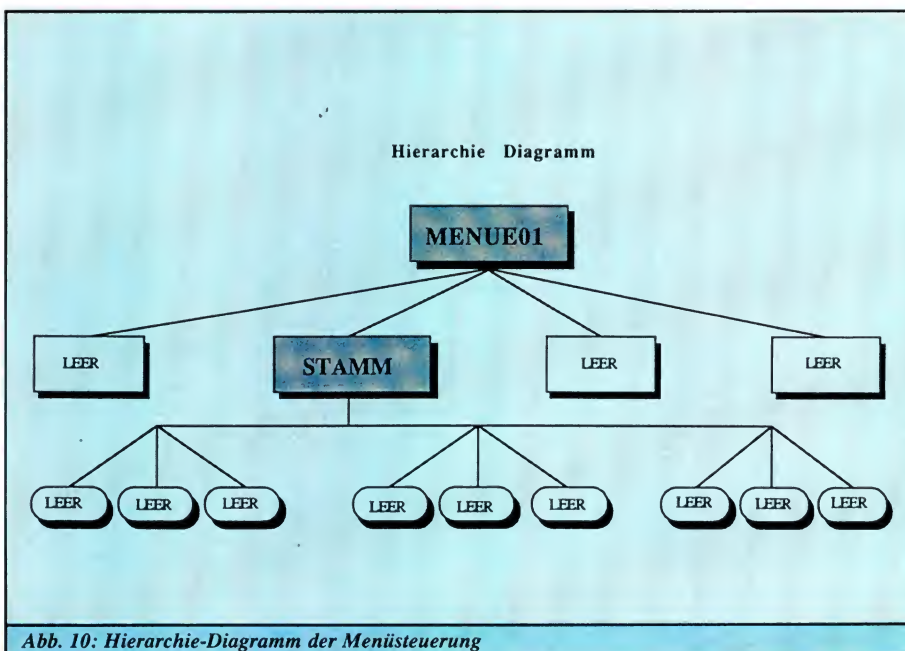 Hierarchie Diagramm
MENUE01
LEER STAMM LEER LEER
LEER LEER LEER LEER LEER LEER LEER LEER LEER
Abb. 10: Hierarchie-Diagramm der Menüsteuerung